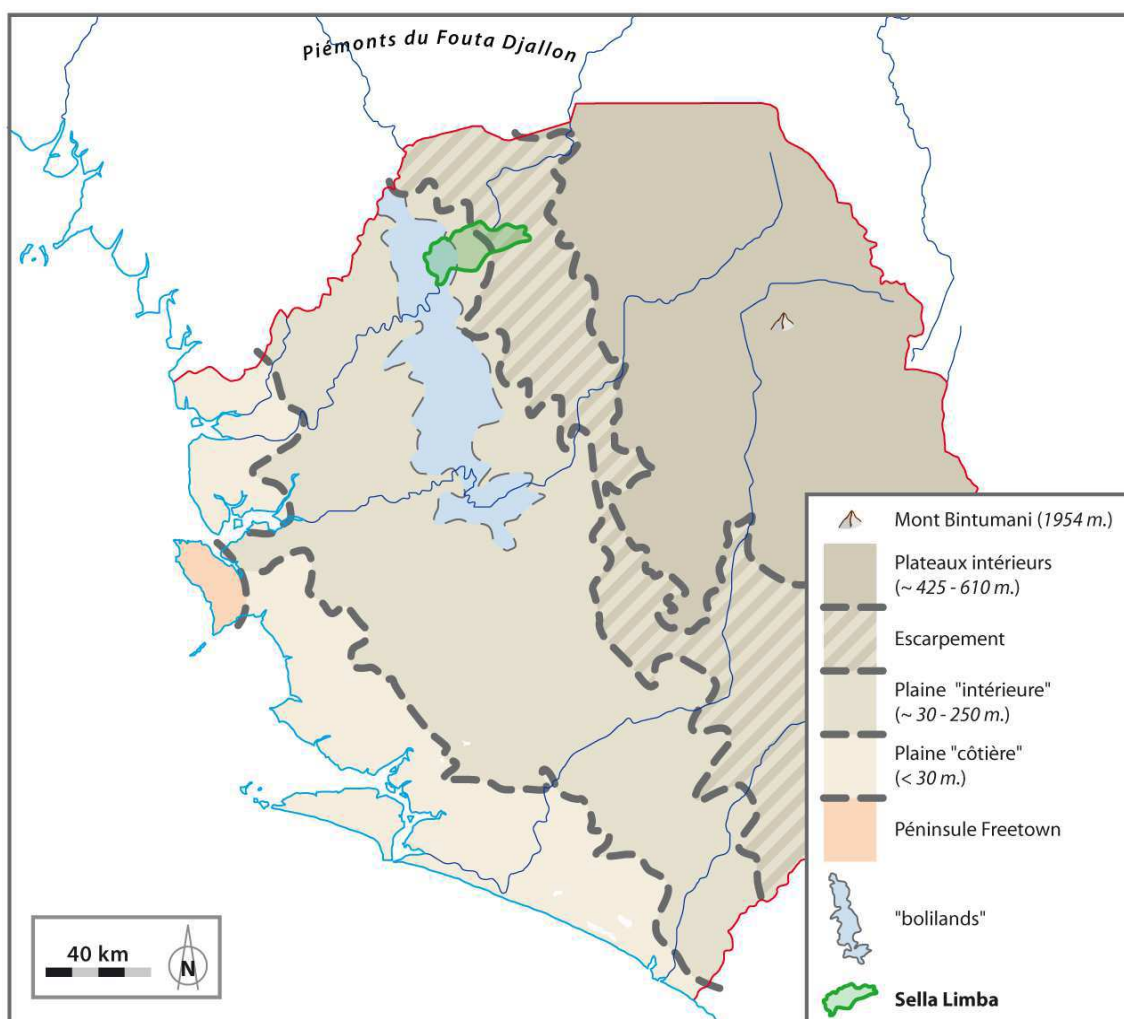 Piémonts du Fouta Djallon
Mont Bintumani (1954 m.)
Plateaux intérieurs
(~ 425 - 610 m.)
Escarpement
Plaine "intérieure"
(~ 30 - 250 m.)
Plaine "côtière"
(< 30 m.)
Péninsule Freetown
"bolilands"
Sella Limba
40 km
N